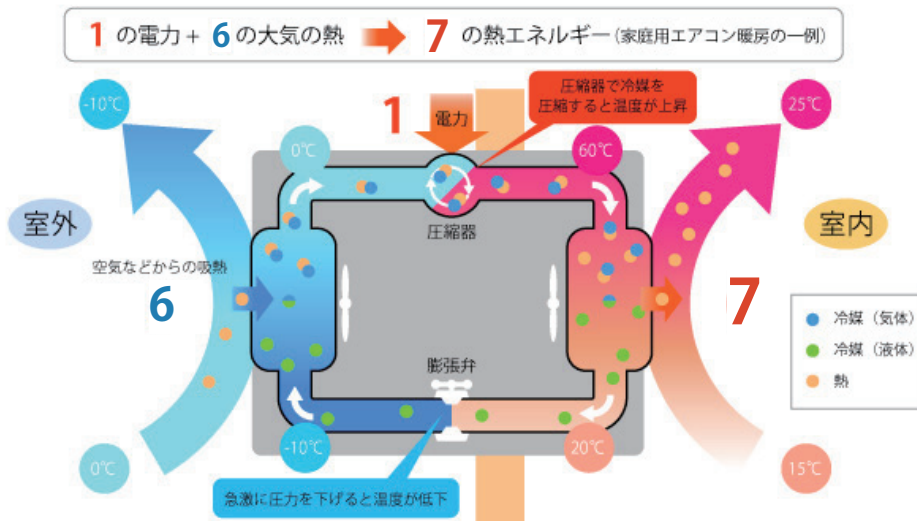 1 の電力 + 6 の大気の熱 7 の熱エネルギー(家庭用エアコン暖房の一例)
-10℃
1
電力
圧縮器で冷媒を
圧縮すると温度が上昇
25℃
0℃
60℃
室外
圧縮器
室内
空気などからの吸熱
6
7
冷媒(気体)
冷媒(液体)
熱
膨張弁
0℃
-10℃
20℃
15℃
急激に圧力を下げると温度が低下